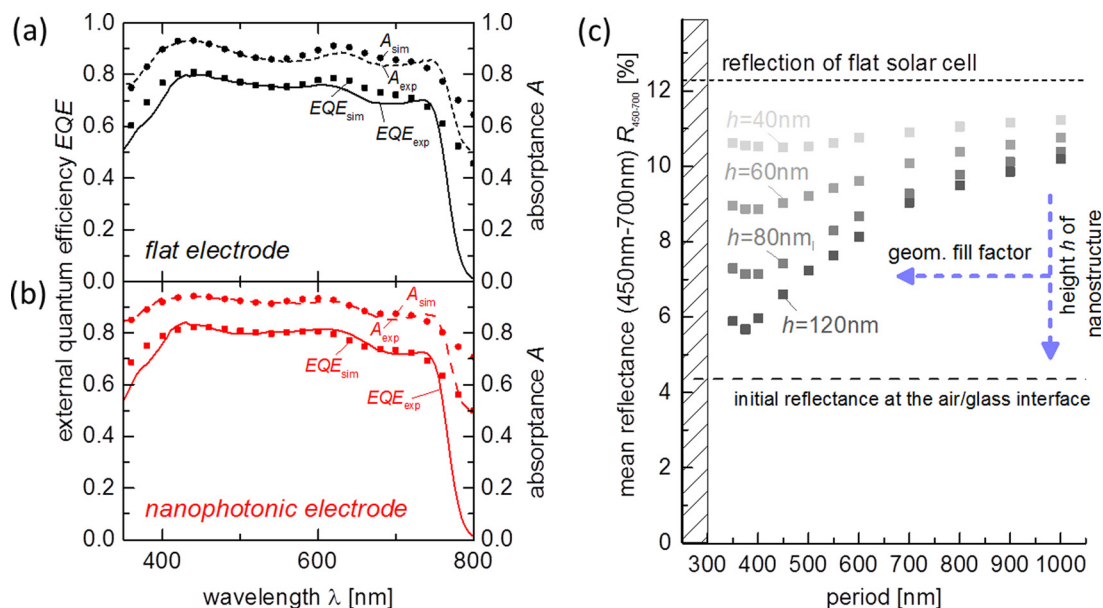 (a)
external quantum efficiency EQE
1.0
0.8
0.6
0.4
0.2
0.0
A_sim
A_exp
EQE_sim
EQE_exp
flat electrode
1.0
0.8
0.6
0.4
0.2
0.0
absorptance A
(b)
0.8
0.6
0.4
0.2
0.0
A_sim
A_exp
EQE_sim
EQE_exp
nanophotonic electrode
0.8
0.6
0.4
0.2
0.0
absorptance A
400
600
800
wavelength λ [nm]
(c)
mean reflectance (450nm-700nm) R_450-700 [%]
12
10
8
6
4
2
0
reflection of flat solar cell
h=40nm
h=60nm
h=80nm
h=120nm
geom. fill factor
height h of
nanostructure
initial reflectance at the air/glass interface
300 400 500 600 700 800 900 1000
period [nm]